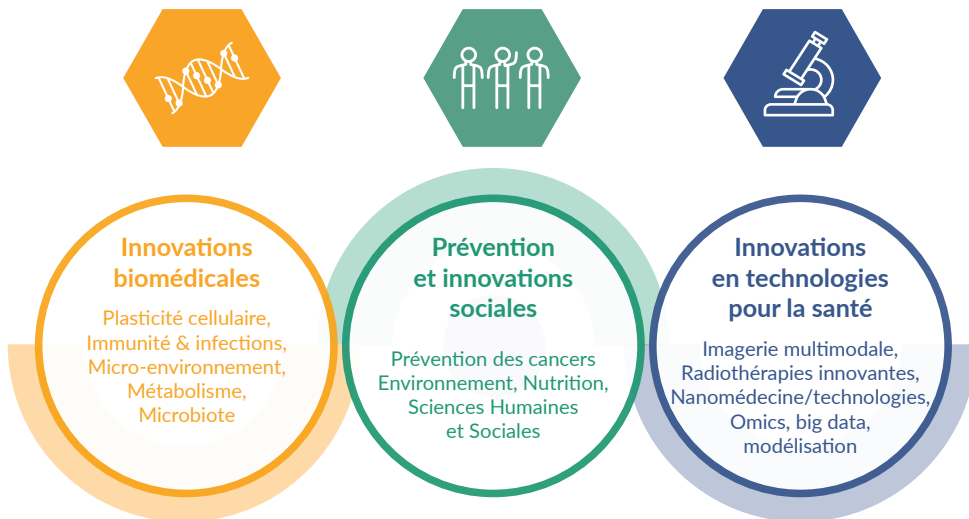 Innovations
biomédicales
Plasticité cellulaire,
Immunité & infections,
Micro-environnement,
Métabolisme,
Microbiote
Prévention
et innovations
sociales
Prévention des cancers
Environnement, Nutrition,
Sciences Humaines
et Sociales
Innovations
en technologies
pour la santé
Imagerie multimodale,
Radiothérapies innovantes,
Nanomédecine/technologies,
Omics, big data,
modélisation